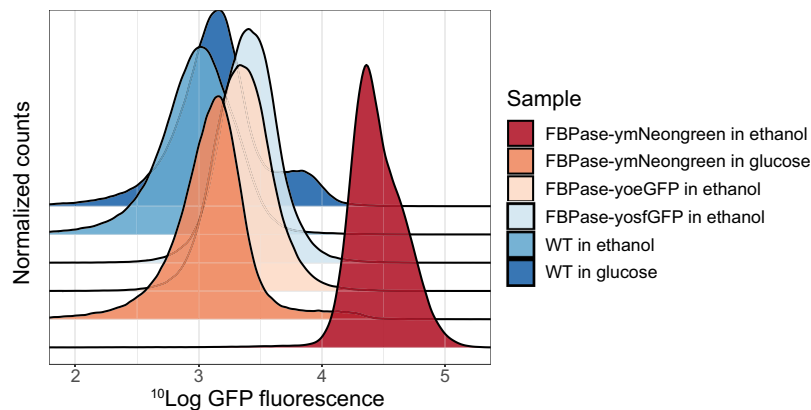 Normalized counts
2 3 4 5
¹⁰Log GFP fluorescence
Sample
FBPase-ymNeongreen in ethanol
FBPase-ymNeongreen in glucose
FBPase-yoeGFP in ethanol
FBPase-yosfGFP in ethanol
WT in ethanol
WT in glucose